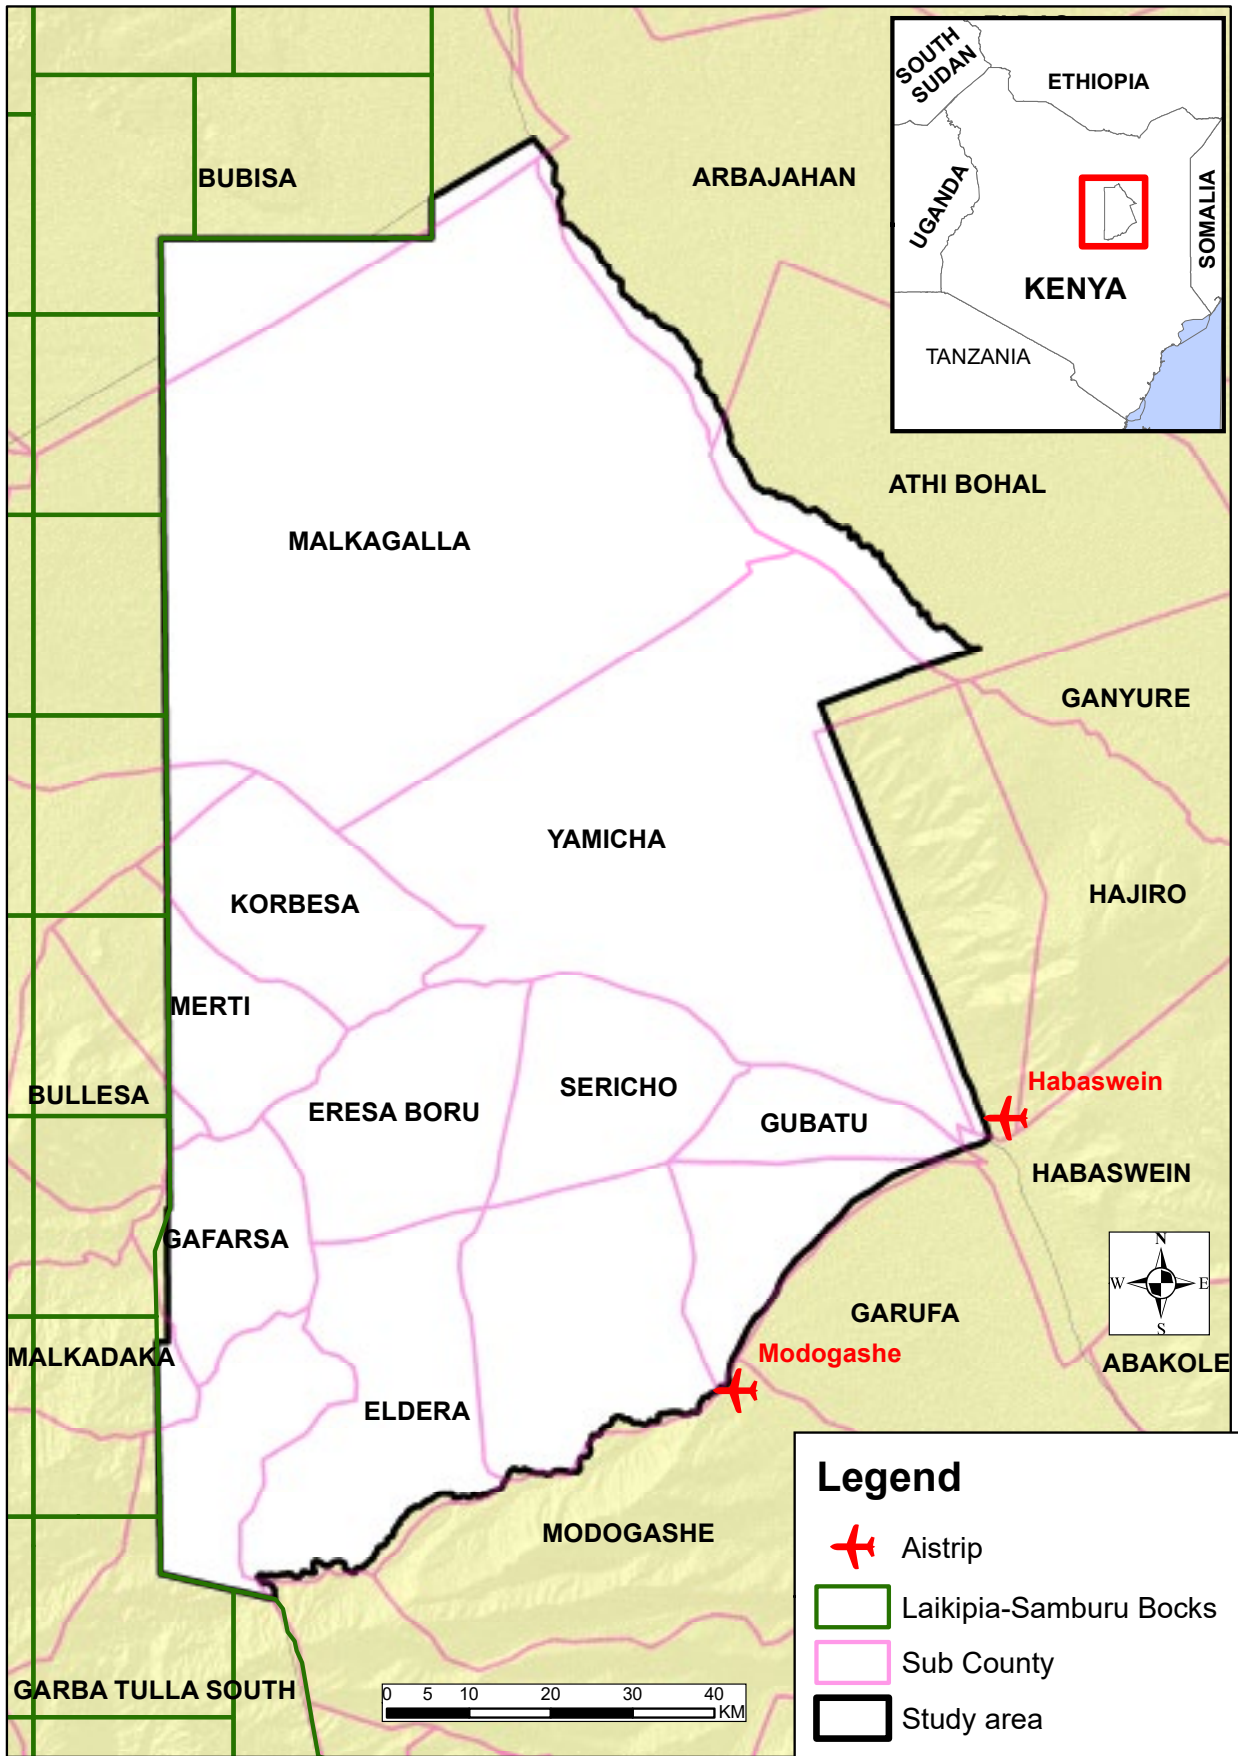 SOUTH
SUDAN
ETHIOPIA
UGANDA
SOMALIA
KENYA
TANZANIA
BUBISA
ARBAJAHAN
ATHI BOHAL
MALKAGALLA
GANYURE
YAMICHA
KORBESA
HAJIRO
MERTI
BULLESA
ERESA BORU
SERICHO
Habaswein
GUBATU
HABASWEIN
GAFARSA
N
W
E
S
GARUFA
MALKADAKA
Modogashe
ABAKOLE
ELDERA
MODOGASHE
GARBA TULLA SOUTH
0 5 10 20 30 40
KM
Legend
Aistrip
Laikipia-Samburu Bocks
Sub County
Study area